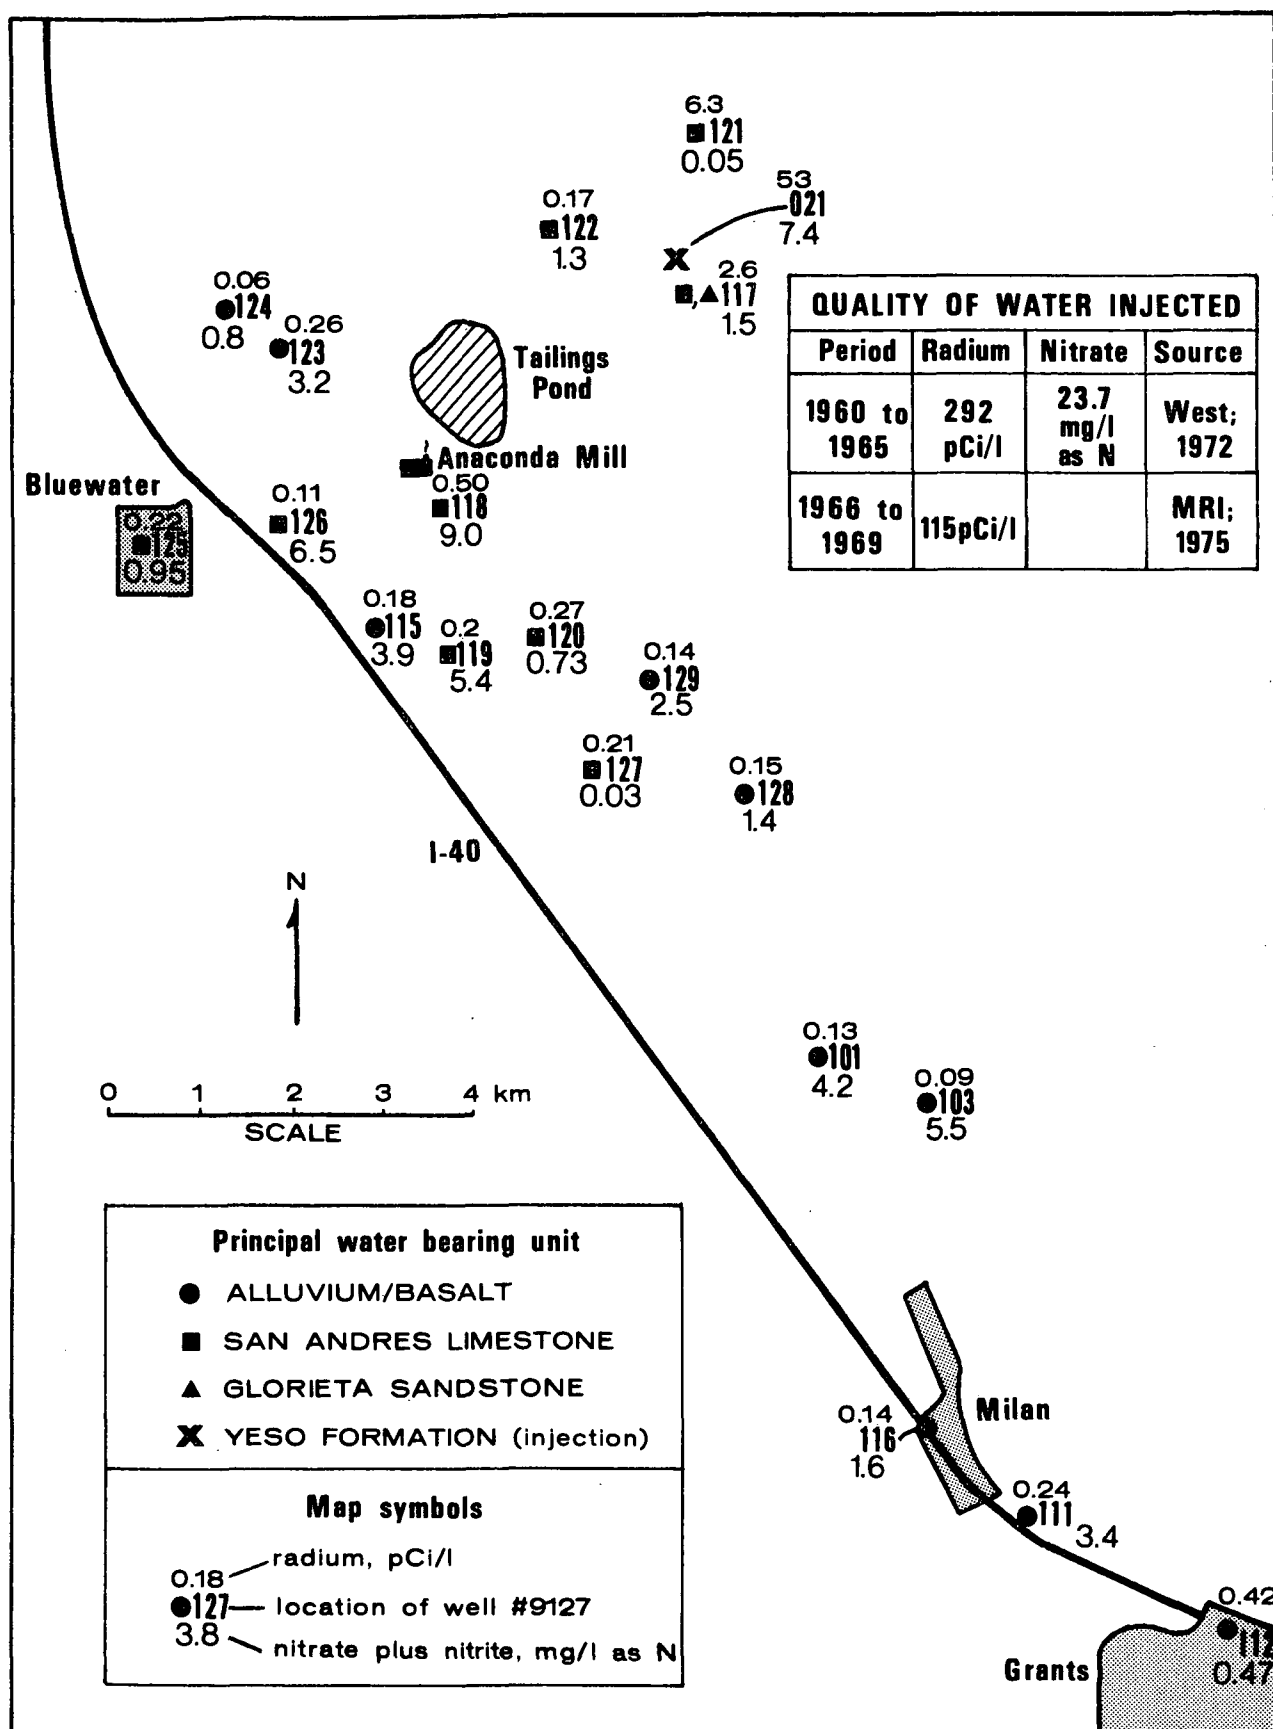 6.3
121
0.05
53
021
7.4
0.17
122
1.3
2.6
,117
1.5
0.06
124
0.8
0.26
123
3.2
QUALITY OF WATER INJECTED
Period Radium Nitrate Source
1960 to 1965 292 pCi/l 23.7 mg/l as N West; 1972
1966 to 1969 115pCi/l MRI; 1975
Tailings
Pond
Anaconda Mill
Bluewater
0.22
125
0.95
0.11
126
6.5
0.50
118
9.0
0.18
115
3.9
0.2
119
5.4
0.27
120
0.73
0.14
129
2.5
0.21
127
0.03
0.15
128
1.4
I-40
N
0 1 2 3 4 km
SCALE
0.13
101
4.2
0.09
103
5.5
Principal water bearing unit
ALLUVIUM/BASALT
SAN ANDRES LIMESTONE
GLORIETA SANDSTONE
X YESO FORMATION (injection)
Map symbols
radium, pCi/l
0.18
127 location of well #9127
3.8 nitrate plus nitrite, mg/l as N
Milan
0.14
116
1.6
0.24
111
3.4
0.42
112
0.47
Grants